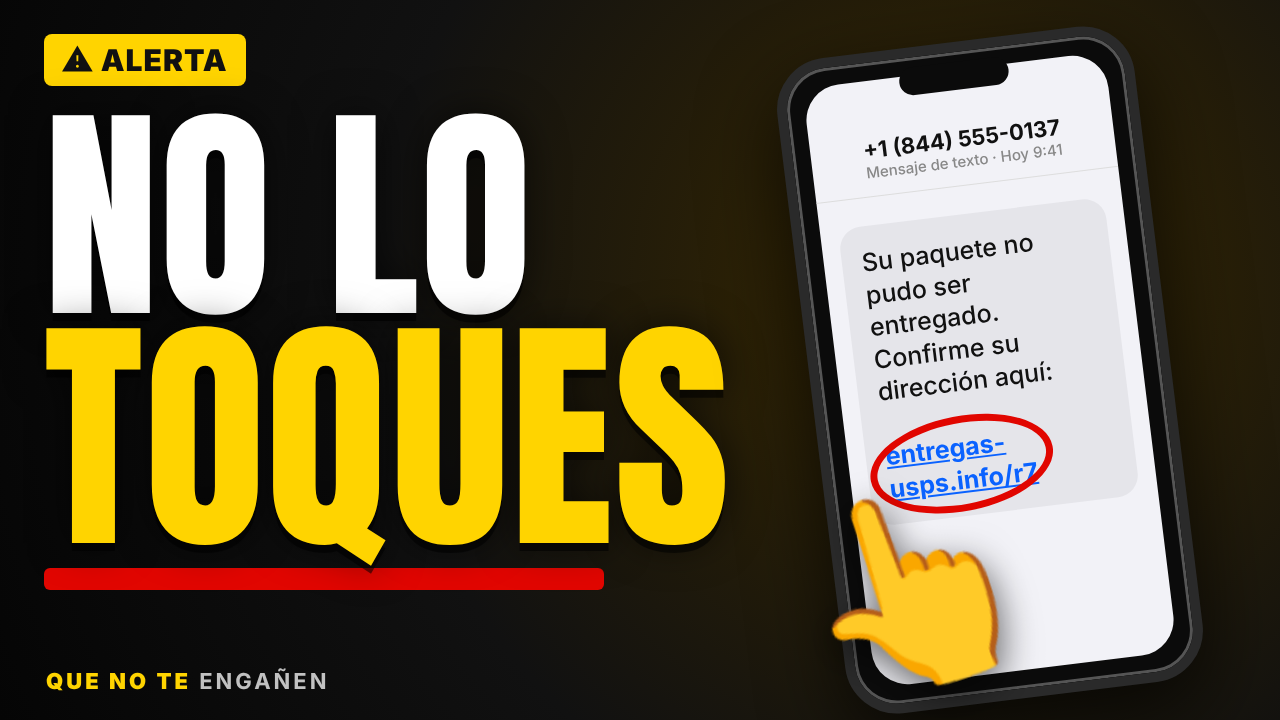 ALERTA
NO LO
TOQUES
QUE NO TE ENGAÑEN
+1 (844) 555-0137
Mensaje de texto · Hoy 9:41
Su paquete no
pudo ser
entregado.
Confirme su
dirección aquí:
entregas-
usps.info/r7